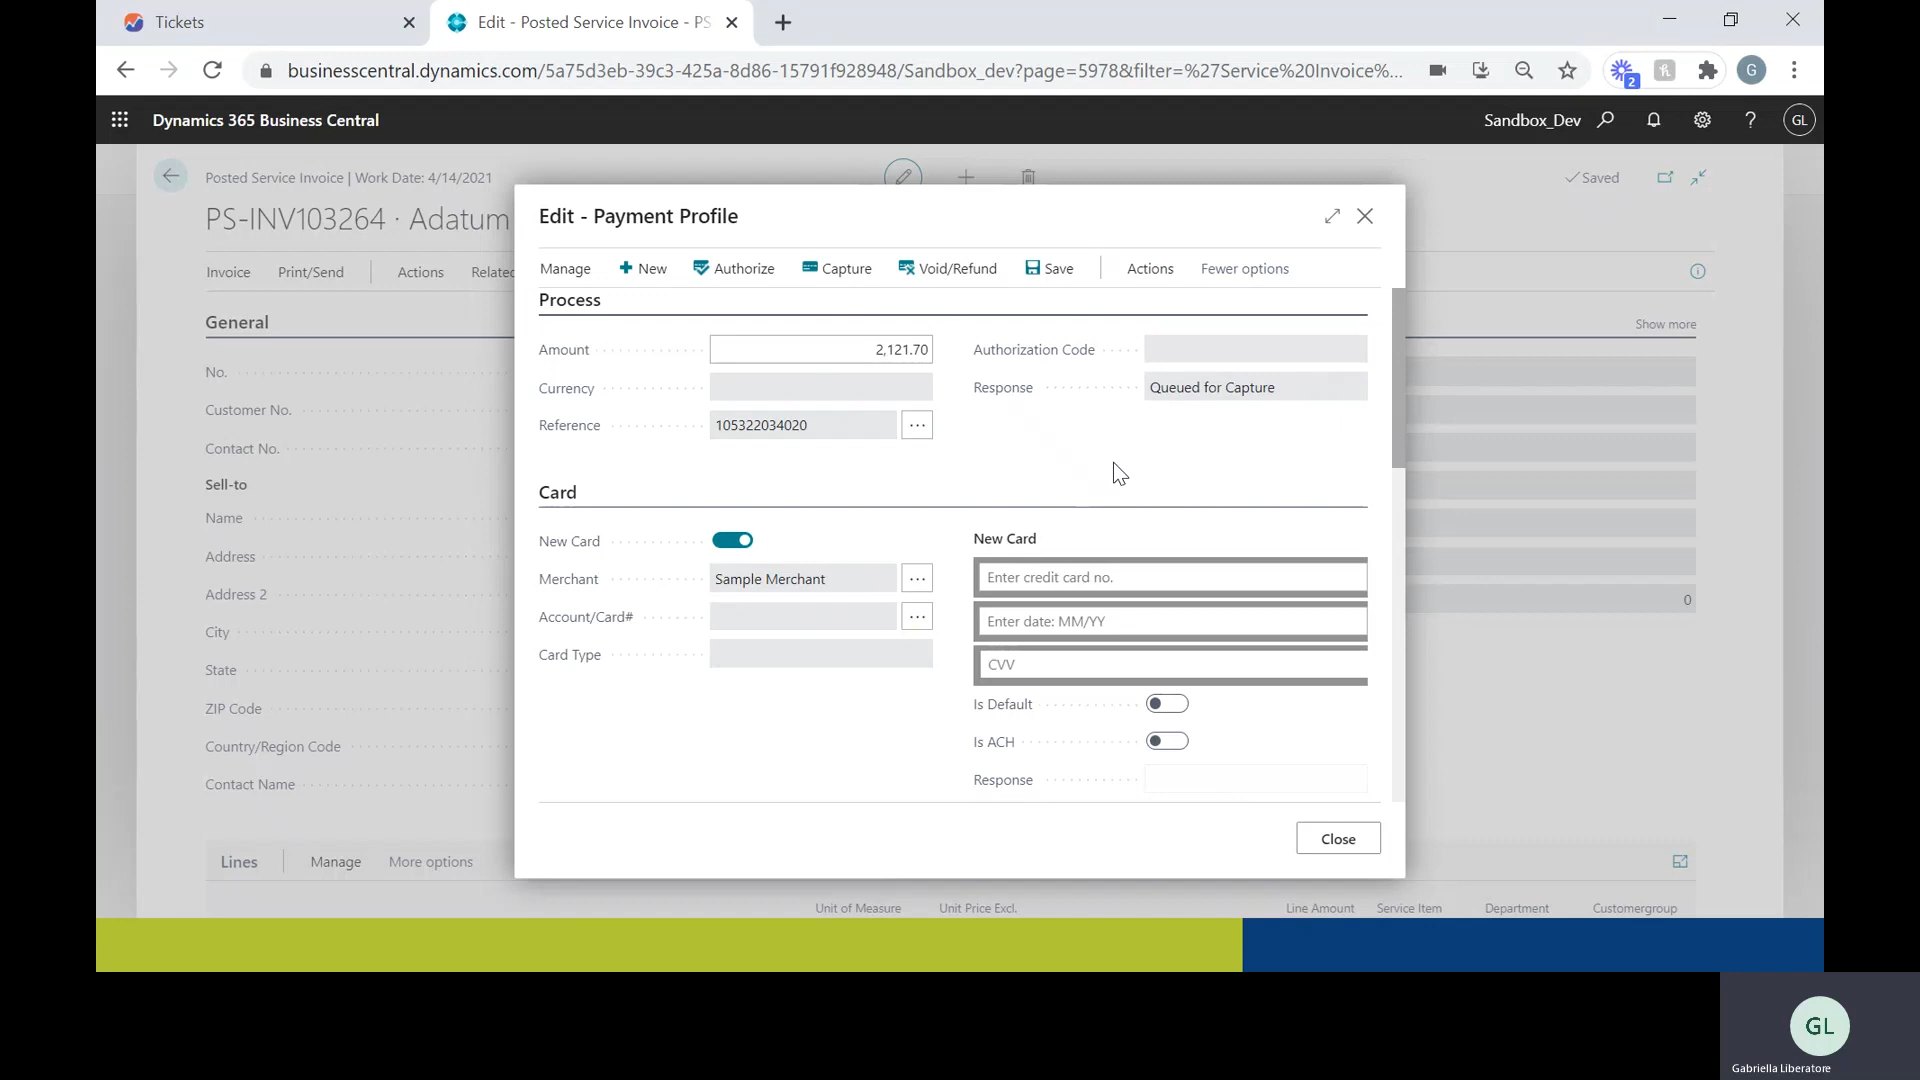 Tickets
Edit - Posted Service Invoice - PS
businesscentral.dynamics.com/5a75d3eb-39c3-425a-8d86-15791f928948/Sandbox_dev?page=5978&filter=%27Service%20Invoice%...
2
G
Dynamics 365 Business Central
Sandbox_Dev
?
GL
Posted Service Invoice | Work Date: 4/14/2021
Saved
PS-INV103264 · Adatum
Edit - Payment Profile
Invoice
Print/Send
Actions
Related
Manage
New
Authorize
Capture
Void/Refund
Save
Actions
Fewer options
General
Show more
Process
Amount
2,121.70
Authorization Code
Currency
Response
Queued for Capture
Reference
105322034020
No.
Customer No.
Contact No.
Sell-to
Name
Address
Address 2
City
State
ZIP Code
Country/Region Code
Contact Name
0
Card
New Card
Merchant
Sample Merchant
Account/Card#
Card Type
New Card
Enter credit card no.
Enter date: MM/YY
CVV
Is Default
Is ACH
Response
Close
Lines
Manage
More options
Unit of Measure
Unit Price Excl.
Line Amount
Service Item
Department
Customergroup
GL
Gabriella Liberatore